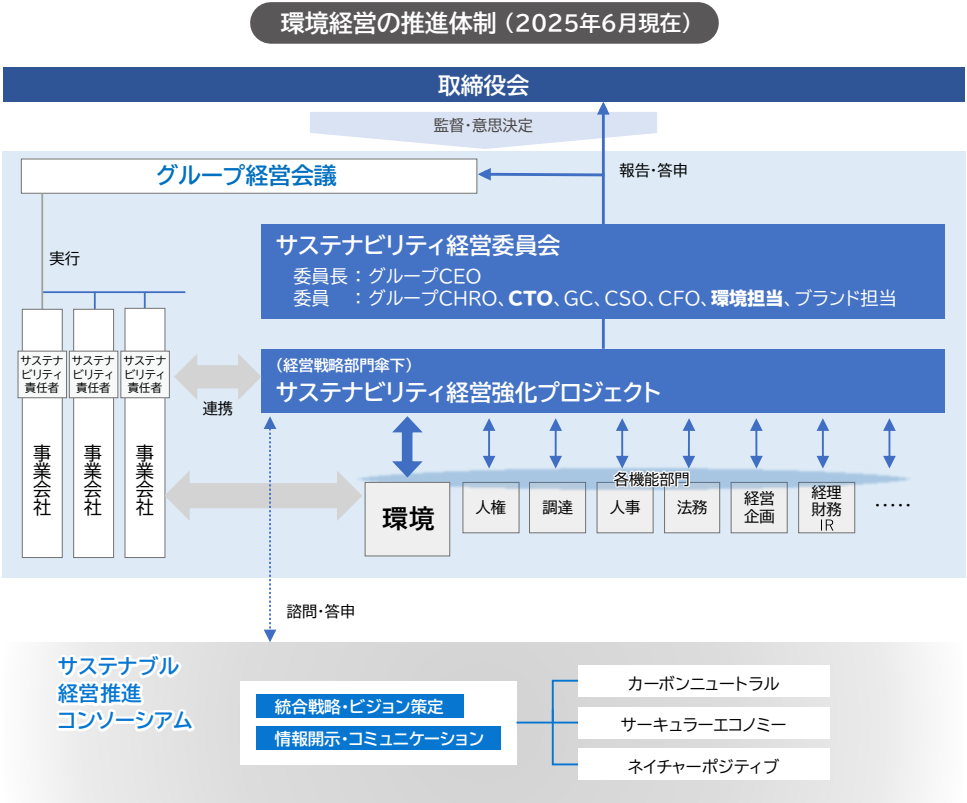 環境経営の推進体制（2025年6月現在）
取締役会
監督・意思決定
グループ経営会議
報告・答申
実行
サステナビリティ経営委員会
委員長：グループCEO
委員　：グループCHRO、CTO、GC、CSO、CFO、環境担当、ブランド担当
サステナ
ビリティ
責任者
サステナ
ビリティ
責任者
サステナ
ビリティ
責任者
事業会社
事業会社
事業会社
連携
（経営戦略部門傘下）
サステナビリティ経営強化プロジェクト
各機能部門
環境
人権
調達
人事
法務
経営
企画
経理
財務
IR
‥‥‥
諮問・答申
サステナブル
経営推進
コンソーシアム
統合戦略・ビジョン策定
情報開示・コミュニケーション
カーボンニュートラル
サーキュラーエコノミー
ネイチャーポジティブ